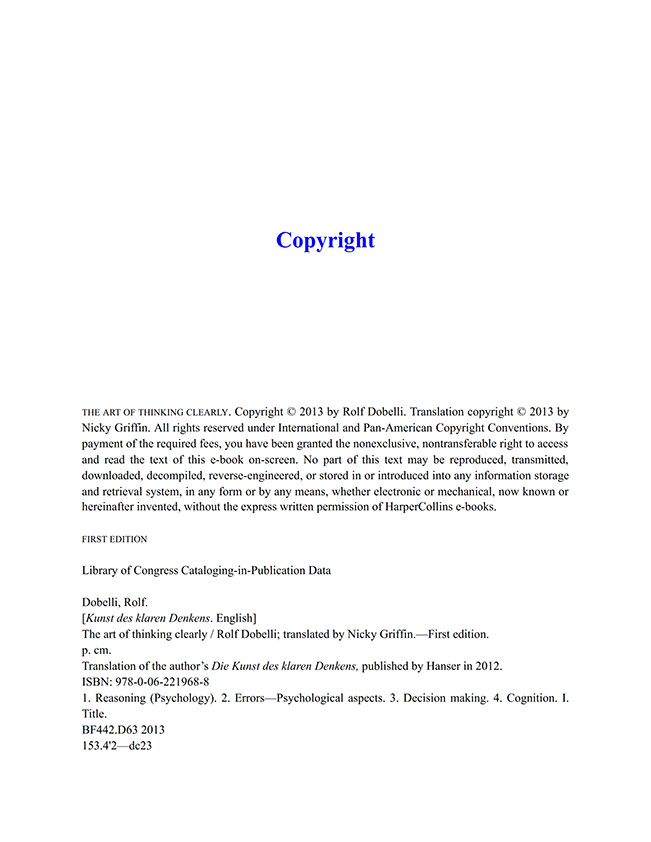 Copyright
THE ART OF THINKING CLEARLY. Copyright © 2013 by Rolf Dobelli. Translation copyright © 2013 by
Nicky Griffin. All rights reserved under International and Pan-American Copyright Conventions. By
payment of the required fees, you have been granted the nonexclusive, nontransferable right to access
and read the text of this e-book on-screen. No part of this text may be reproduced, transmitted,
downloaded, decompiled, reverse-engineered, or stored in or introduced into any information storage
and retrieval system, in any form or by any means, whether electronic or mechanical, now known or
hereinafter invented, without the express written permission of HarperCollins e-books.
FIRST EDITION
Library of Congress Cataloging-in-Publication Data
Dobelli, Rolf.
[Kunst des klaren Denkens. English]
The art of thinking clearly / Rolf Dobelli; translated by Nicky Griffin.—First edition.
p. cm.
Translation of the author’s Die Kunst des klaren Denkens, published by Hanser in 2012.
ISBN: 978-0-06-221968-8
1. Reasoning (Psychology). 2. Errors—Psychological aspects. 3. Decision making. 4. Cognition. I.
Title.
BF442.D63 2013
153.4'2—dc23